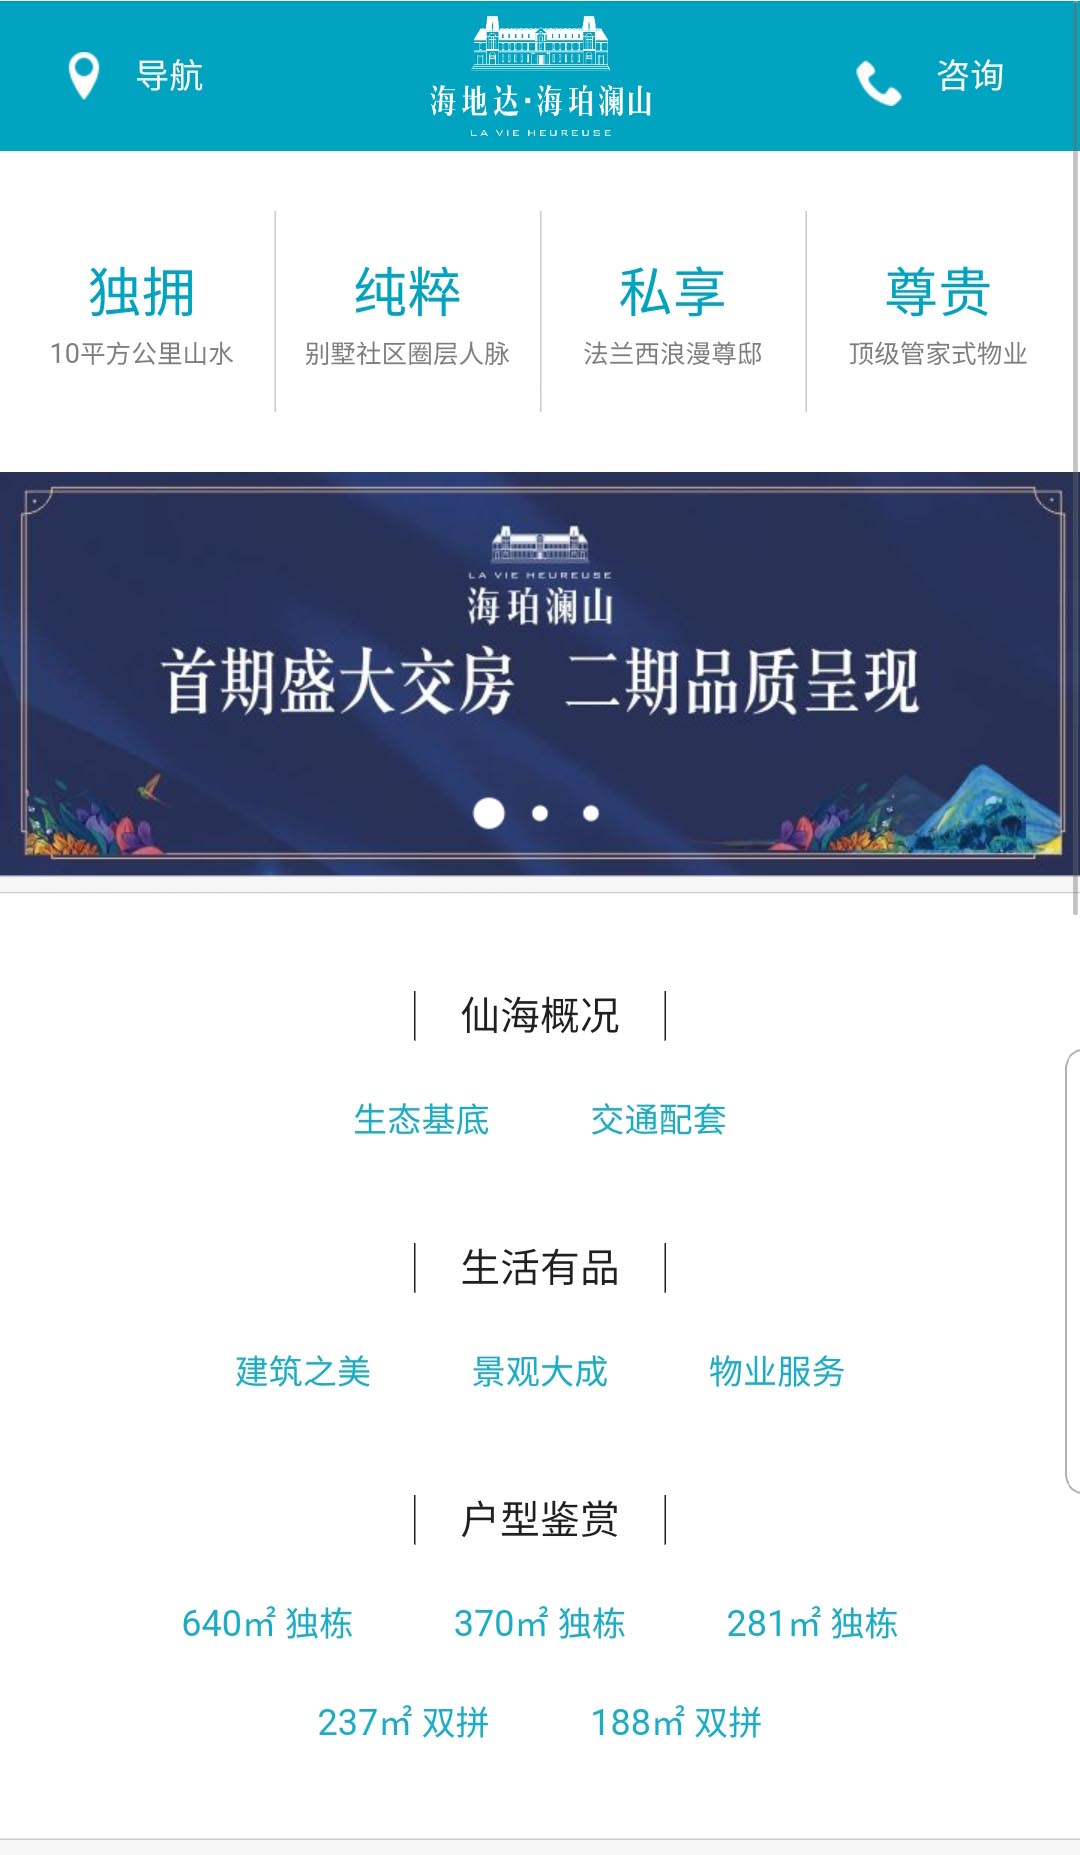 导航
海地达·海珀澜山
LA VIE HEUREUSE
咨询
独拥
10平方公里山水
纯粹
别墅社区圈层人脉
私享
法兰西浪漫尊邸
尊贵
顶级管家式物业
LA VIE HEUREUSE
海珀澜山
首期盛大交房 二期品质呈现
仙海概况
生态基底 交通配套
生活有品
建筑之美 景观大成 物业服务
户型鉴赏
640㎡ 独栋 370㎡ 独栋 281㎡ 独栋
237㎡ 双拼 188㎡ 双拼